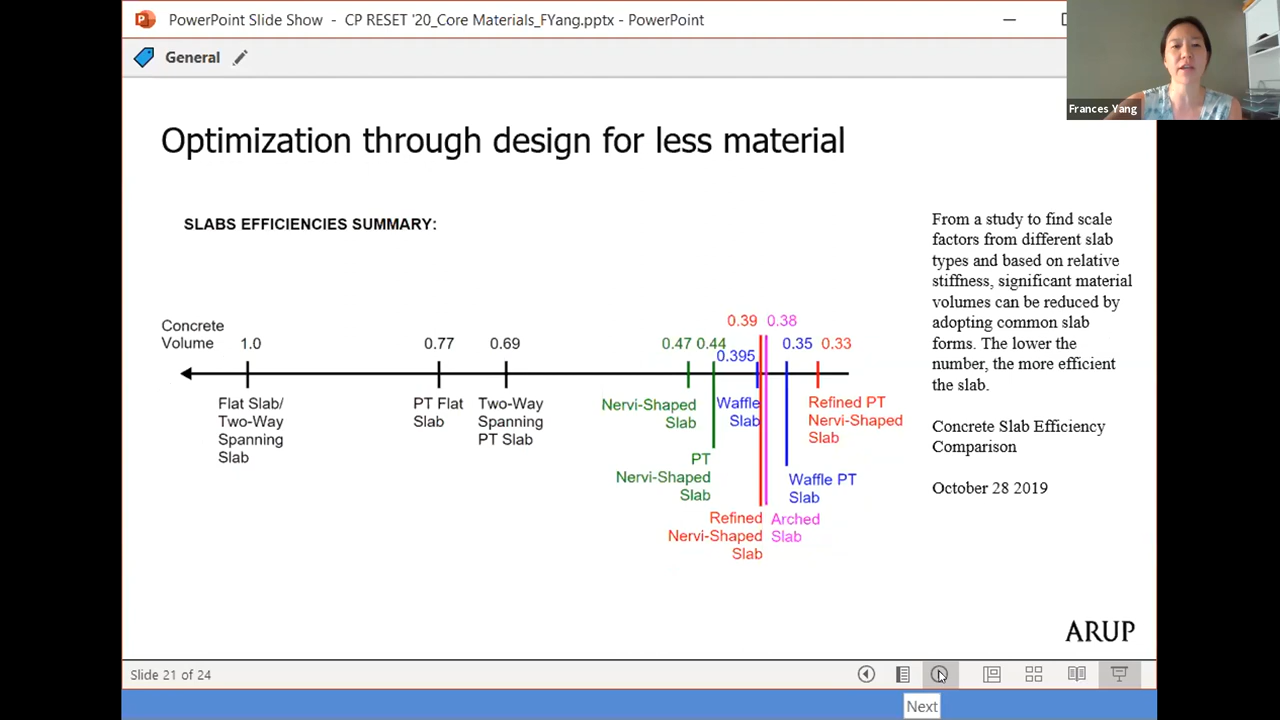 PowerPoint Slide Show - CP RESET '20_Core Materials_FYang.pptx - PowerPoint
General
Frances Yang
Optimization through design for less material
SLABS EFFICIENCIES SUMMARY:
Concrete
Volume
1.0
0.77
0.69
0.47
0.44
0.395
0.39
0.38
0.35
0.33
Flat Slab/
Two-Way
Spanning
Slab
PT Flat
Slab
Two-Way
Spanning
PT Slab
Nervi-Shaped
Slab
PT
Nervi-Shaped
Slab
Waffle
Slab
Refined
Nervi-Shaped
Slab
Arched
Slab
Waffle PT
Slab
Refined PT
Nervi-Shaped
Slab
From a study to find scale
factors from different slab
types and based on relative
stiffness, significant material
volumes can be reduced by
adopting common slab
forms. The lower the
number, the more efficient
the slab.
Concrete Slab Efficiency
Comparison
October 28 2019
ARUP
Slide 21 of 24
Next